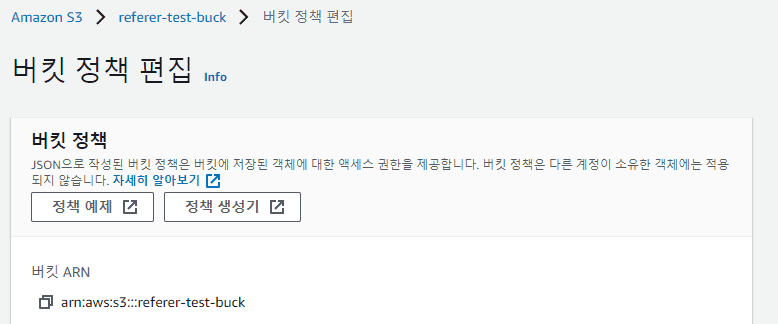 Amazon S3 > referer-test-buck > 버킷 정책 편집
버킷 정책 편집 Info
버킷 정책
JSON으로 작성된 버킷 정책은 버킷에 저장된 객체에 대한 액세스 권한을 제공합니다. 버킷 정책은 다른 계정이 소유한 객체에는 적용
되지 않습니다. 자세히 알아보기
정책 예제 정책 생성기
버킷 ARN
arn:aws:s3:::referer-test-buck